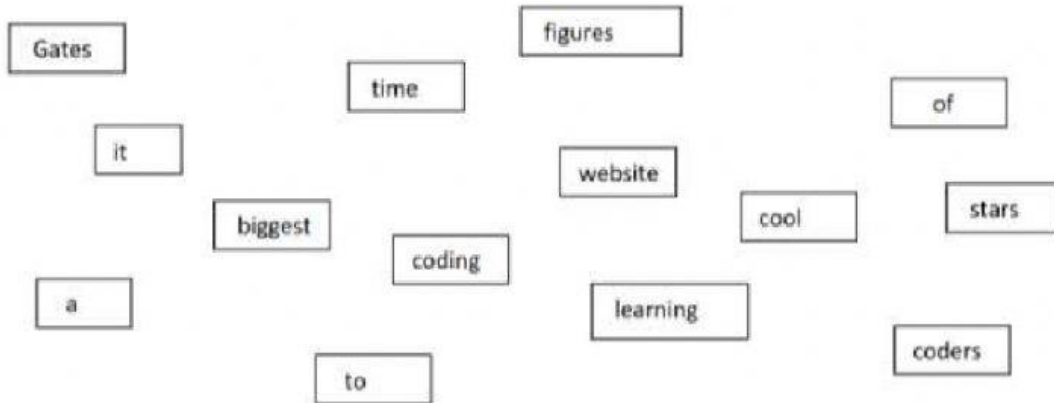 figures
Gates
time
of
it
website
stars
cool
biggest
coding
a
learning
coders
to